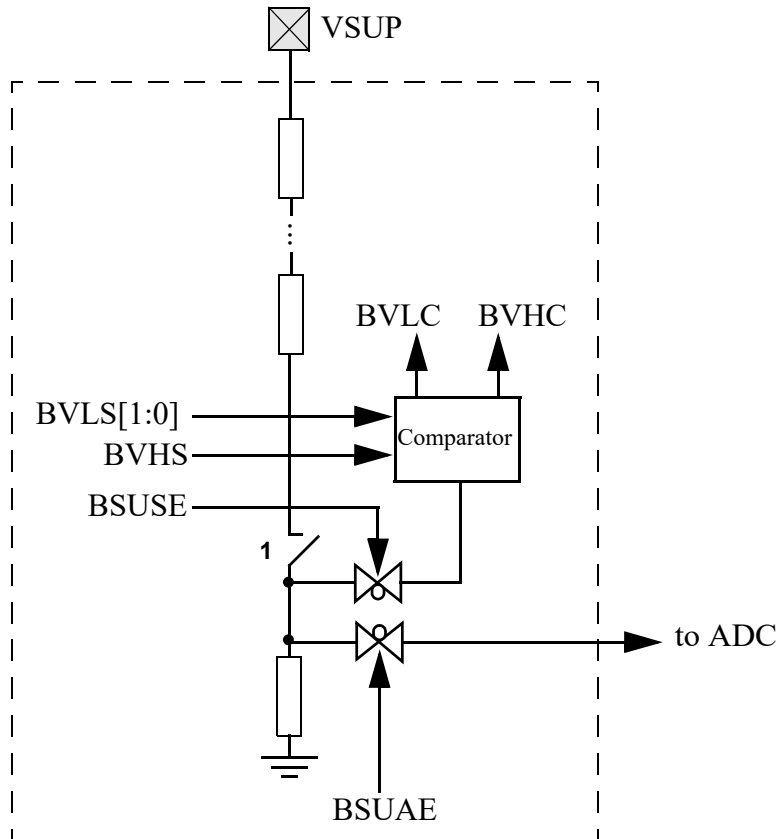 VSUP
...
BVLC
BVHC
BVLS[1:0]
Comparator
BVHS
BSUSE
1
to ADC
BSUAE